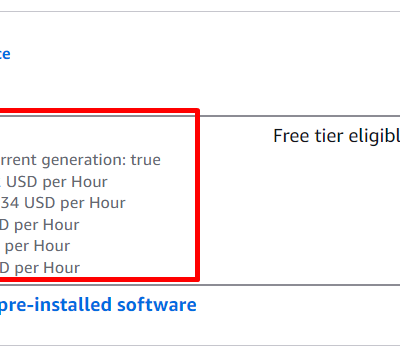 Free tier eligible
rrent generation: true
USD per Hour
34 USD per Hour
D per Hour
per Hour
D per Hour
pre-installed software